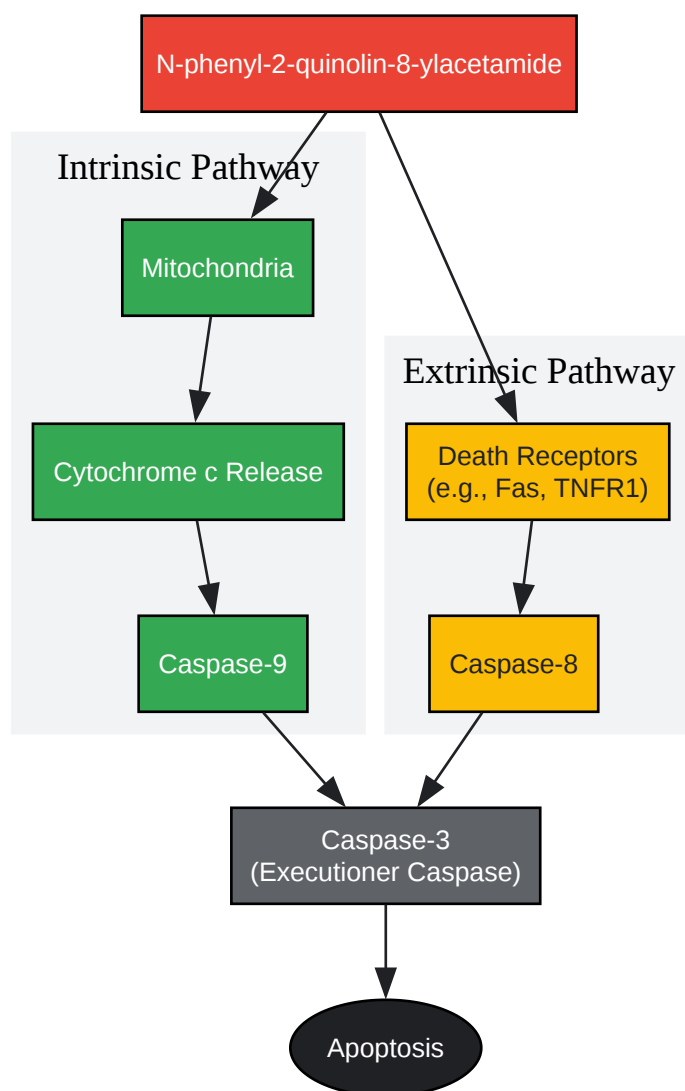 N-phenyl-2-quinolin-8-ylacetamide
Intrinsic Pathway
Mitochondria
Extrinsic Pathway
Cytochrome c Release
Death Receptors
(e.g., Fas, TNFR1)
Caspase-9
Caspase-8
Caspase-3
(Executioner Caspase)
Apoptosis